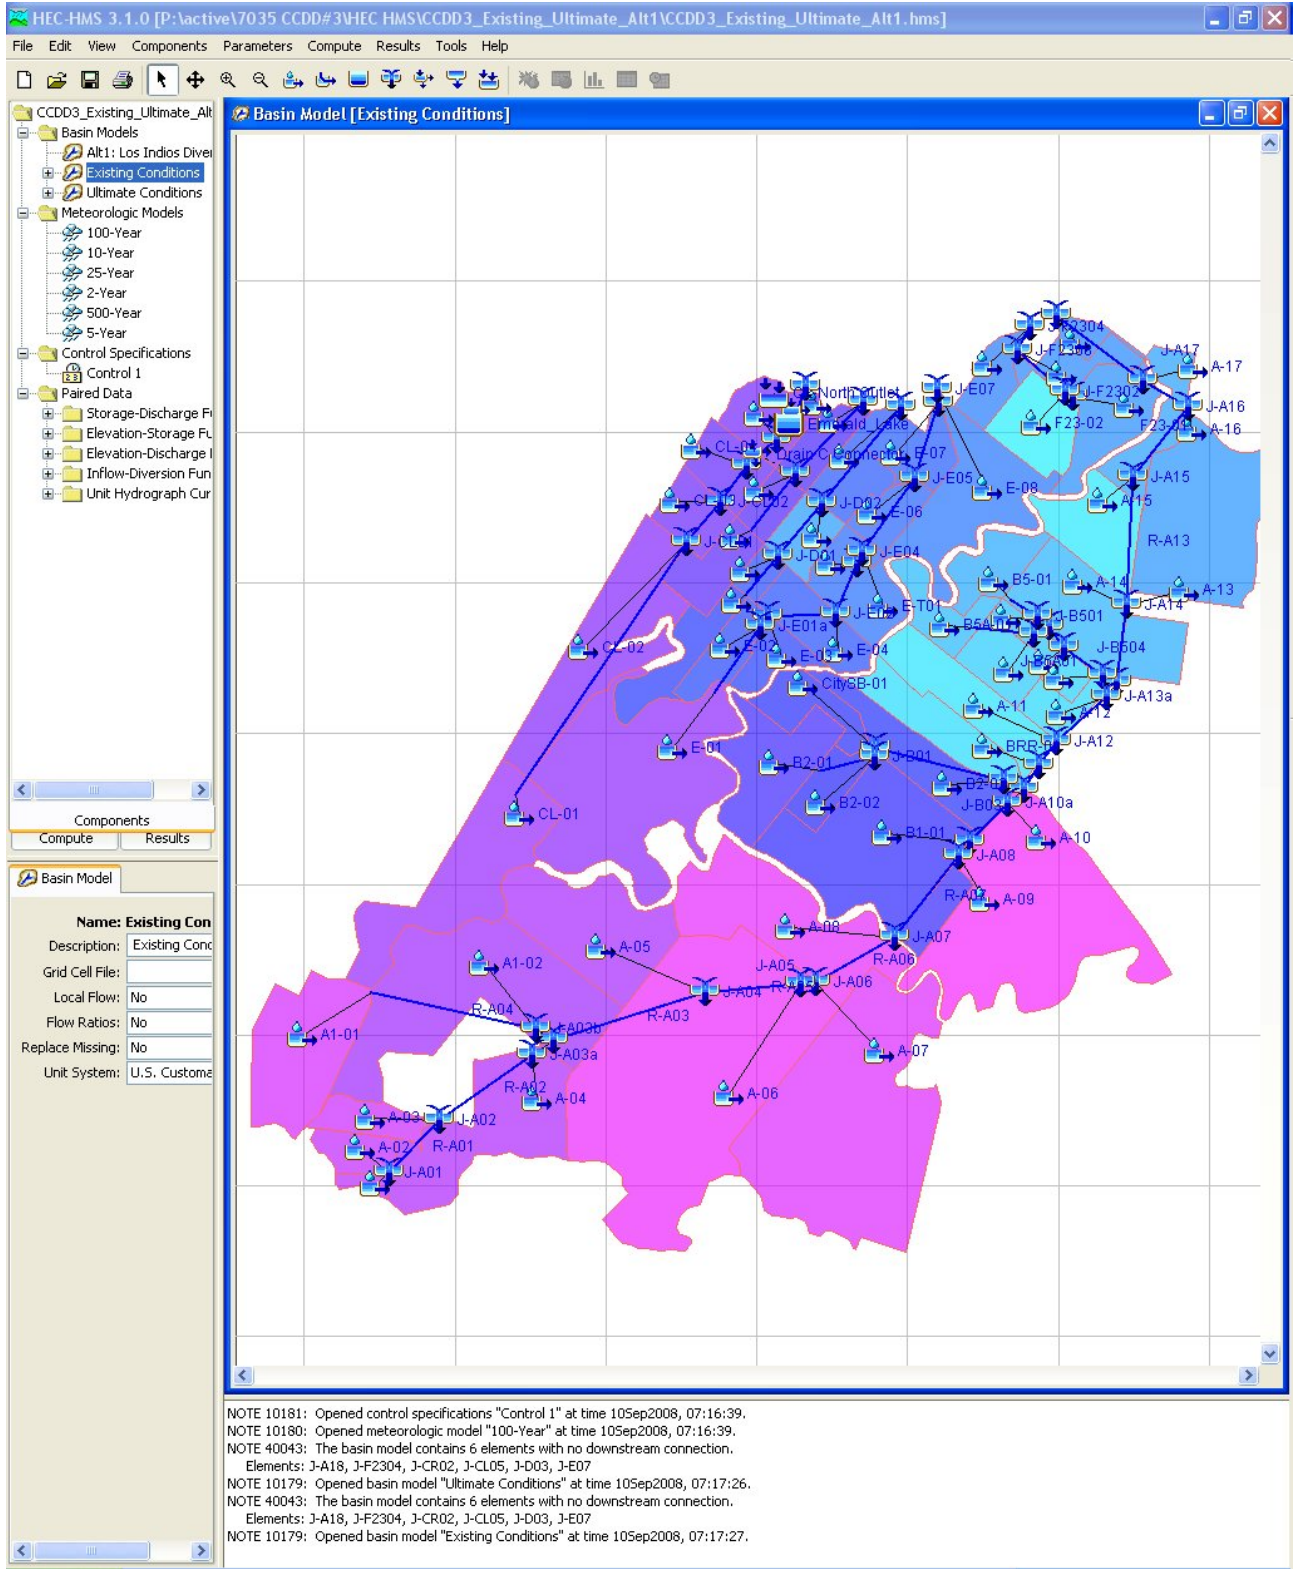 HEC-HMS 3.1.0 [P:\active\7035 CCDD#3\HEC HMS\CCDD3_Existing_Ultimate_Alt1\CCDD3_Existing_Ultimate_Alt1.hms]
File Edit View Components Parameters Compute Results Tools Help
CCDD3_Existing_Ultimate_Alt
Basin Models
Alt1: Los Indios Diver
Existing Conditions
Ultimate Conditions
Meteorologic Models
100-Year
10-Year
25-Year
2-Year
500-Year
5-Year
Control Specifications
Control 1
Paired Data
Storage-Discharge F
Elevation-Storage Fu
Elevation-Discharge
Inflow-Diversion Fun
Unit Hydrograph Cur
Components
Compute Results
Basin Model
Name: Existing Con
Description: Existing Cond
Grid Cell File:
Local Flow: No
Flow Ratios: No
Replace Missing: No
Unit System: U.S. Customa
Basin Model [Existing Conditions]
J-A17
A-17
J-F2302
J-A16
A-16
F23-02
J-E07
North Outlet
Emerald_Lake
Drain C Connector
E-07
J-E05
E-08
J-A15
A-15
J-D02
E-06
R-A13
J-D01
J-E04
B5-01
A-14
A-13
J-A14
E-T01
J-B501
J-E01a
E-02
E-03
E-04
J-B504
CL-02
CitySB-01
J-A13a
A-11
A-12
J-A12
E-01
B2-01
J-B01
B2-02
J-B03
J-A10a
CL-01
B1-01
A-10
J-A08
R-A07
A-09
A-08
J-A07
R-A06
A-05
A1-02
J-A05
J-A06
J-A04
R-A04
R-A03
A1-01
J-A03b
J-A03a
A-07
R-A02
A-04
A-06
A-03
J-A02
R-A01
A-02
J-A01
NOTE 10181: Opened control specifications "Control 1" at time 10Sep2008, 07:16:39.
NOTE 10180: Opened meteorologic model "100-Year" at time 10Sep2008, 07:16:39.
NOTE 40043: The basin model contains 6 elements with no downstream connection.
Elements: J-A18, J-F2304, J-CR02, J-CL05, J-D03, J-E07
NOTE 10179: Opened basin model "Ultimate Conditions" at time 10Sep2008, 07:17:26.
NOTE 40043: The basin model contains 6 elements with no downstream connection.
Elements: J-A18, J-F2304, J-CR02, J-CL05, J-D03, J-E07
NOTE 10179: Opened basin model "Existing Conditions" at time 10Sep2008, 07:17:27.